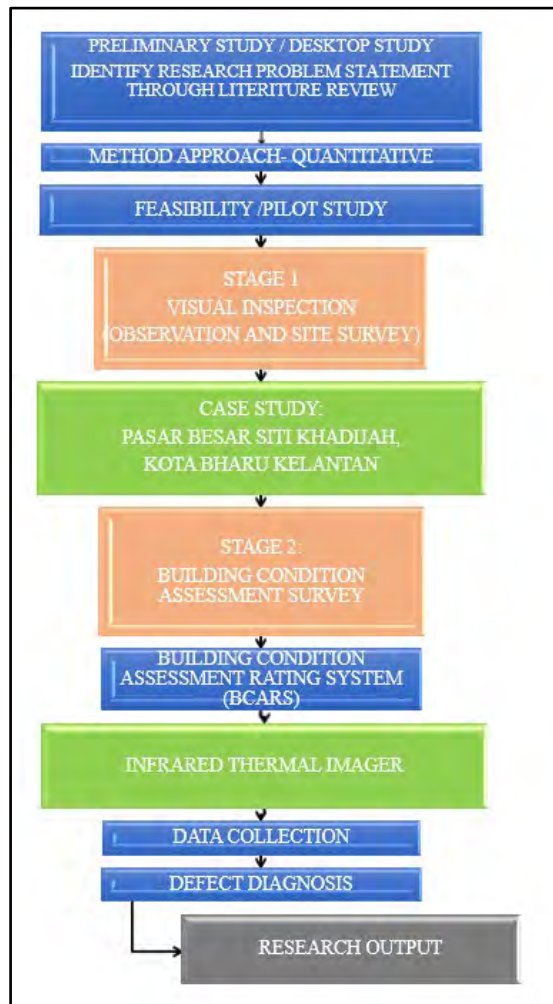 PRELIMINARY STUDY / DESKTOP STUDY
IDENTIFY RESEARCH PROBLEM STATEMENT
THROUGH LITERITURE REVIEW
METHOD APPROACH- QUANTITATIVE
FEASIBILITY /PILOT STUDY
STAGE 1
VISUAL INSPECTION
(OBSERVATION AND SITE SURVEY)
CASE STUDY:
PASAR BESAR SITI KHADIJAH,
KOTA BHARU KELANTAN
STAGE 2:
BUILDING CONDITION
ASSESSMENT SURVEY
BUILDING CONDITION
ASSESSMENT RATING SYSTEM
(BCARS)
INFRARED THERMAL IMAGER
DATA COLLECTION
DEFECT DIAGNOSIS
RESEARCH OUTPUT